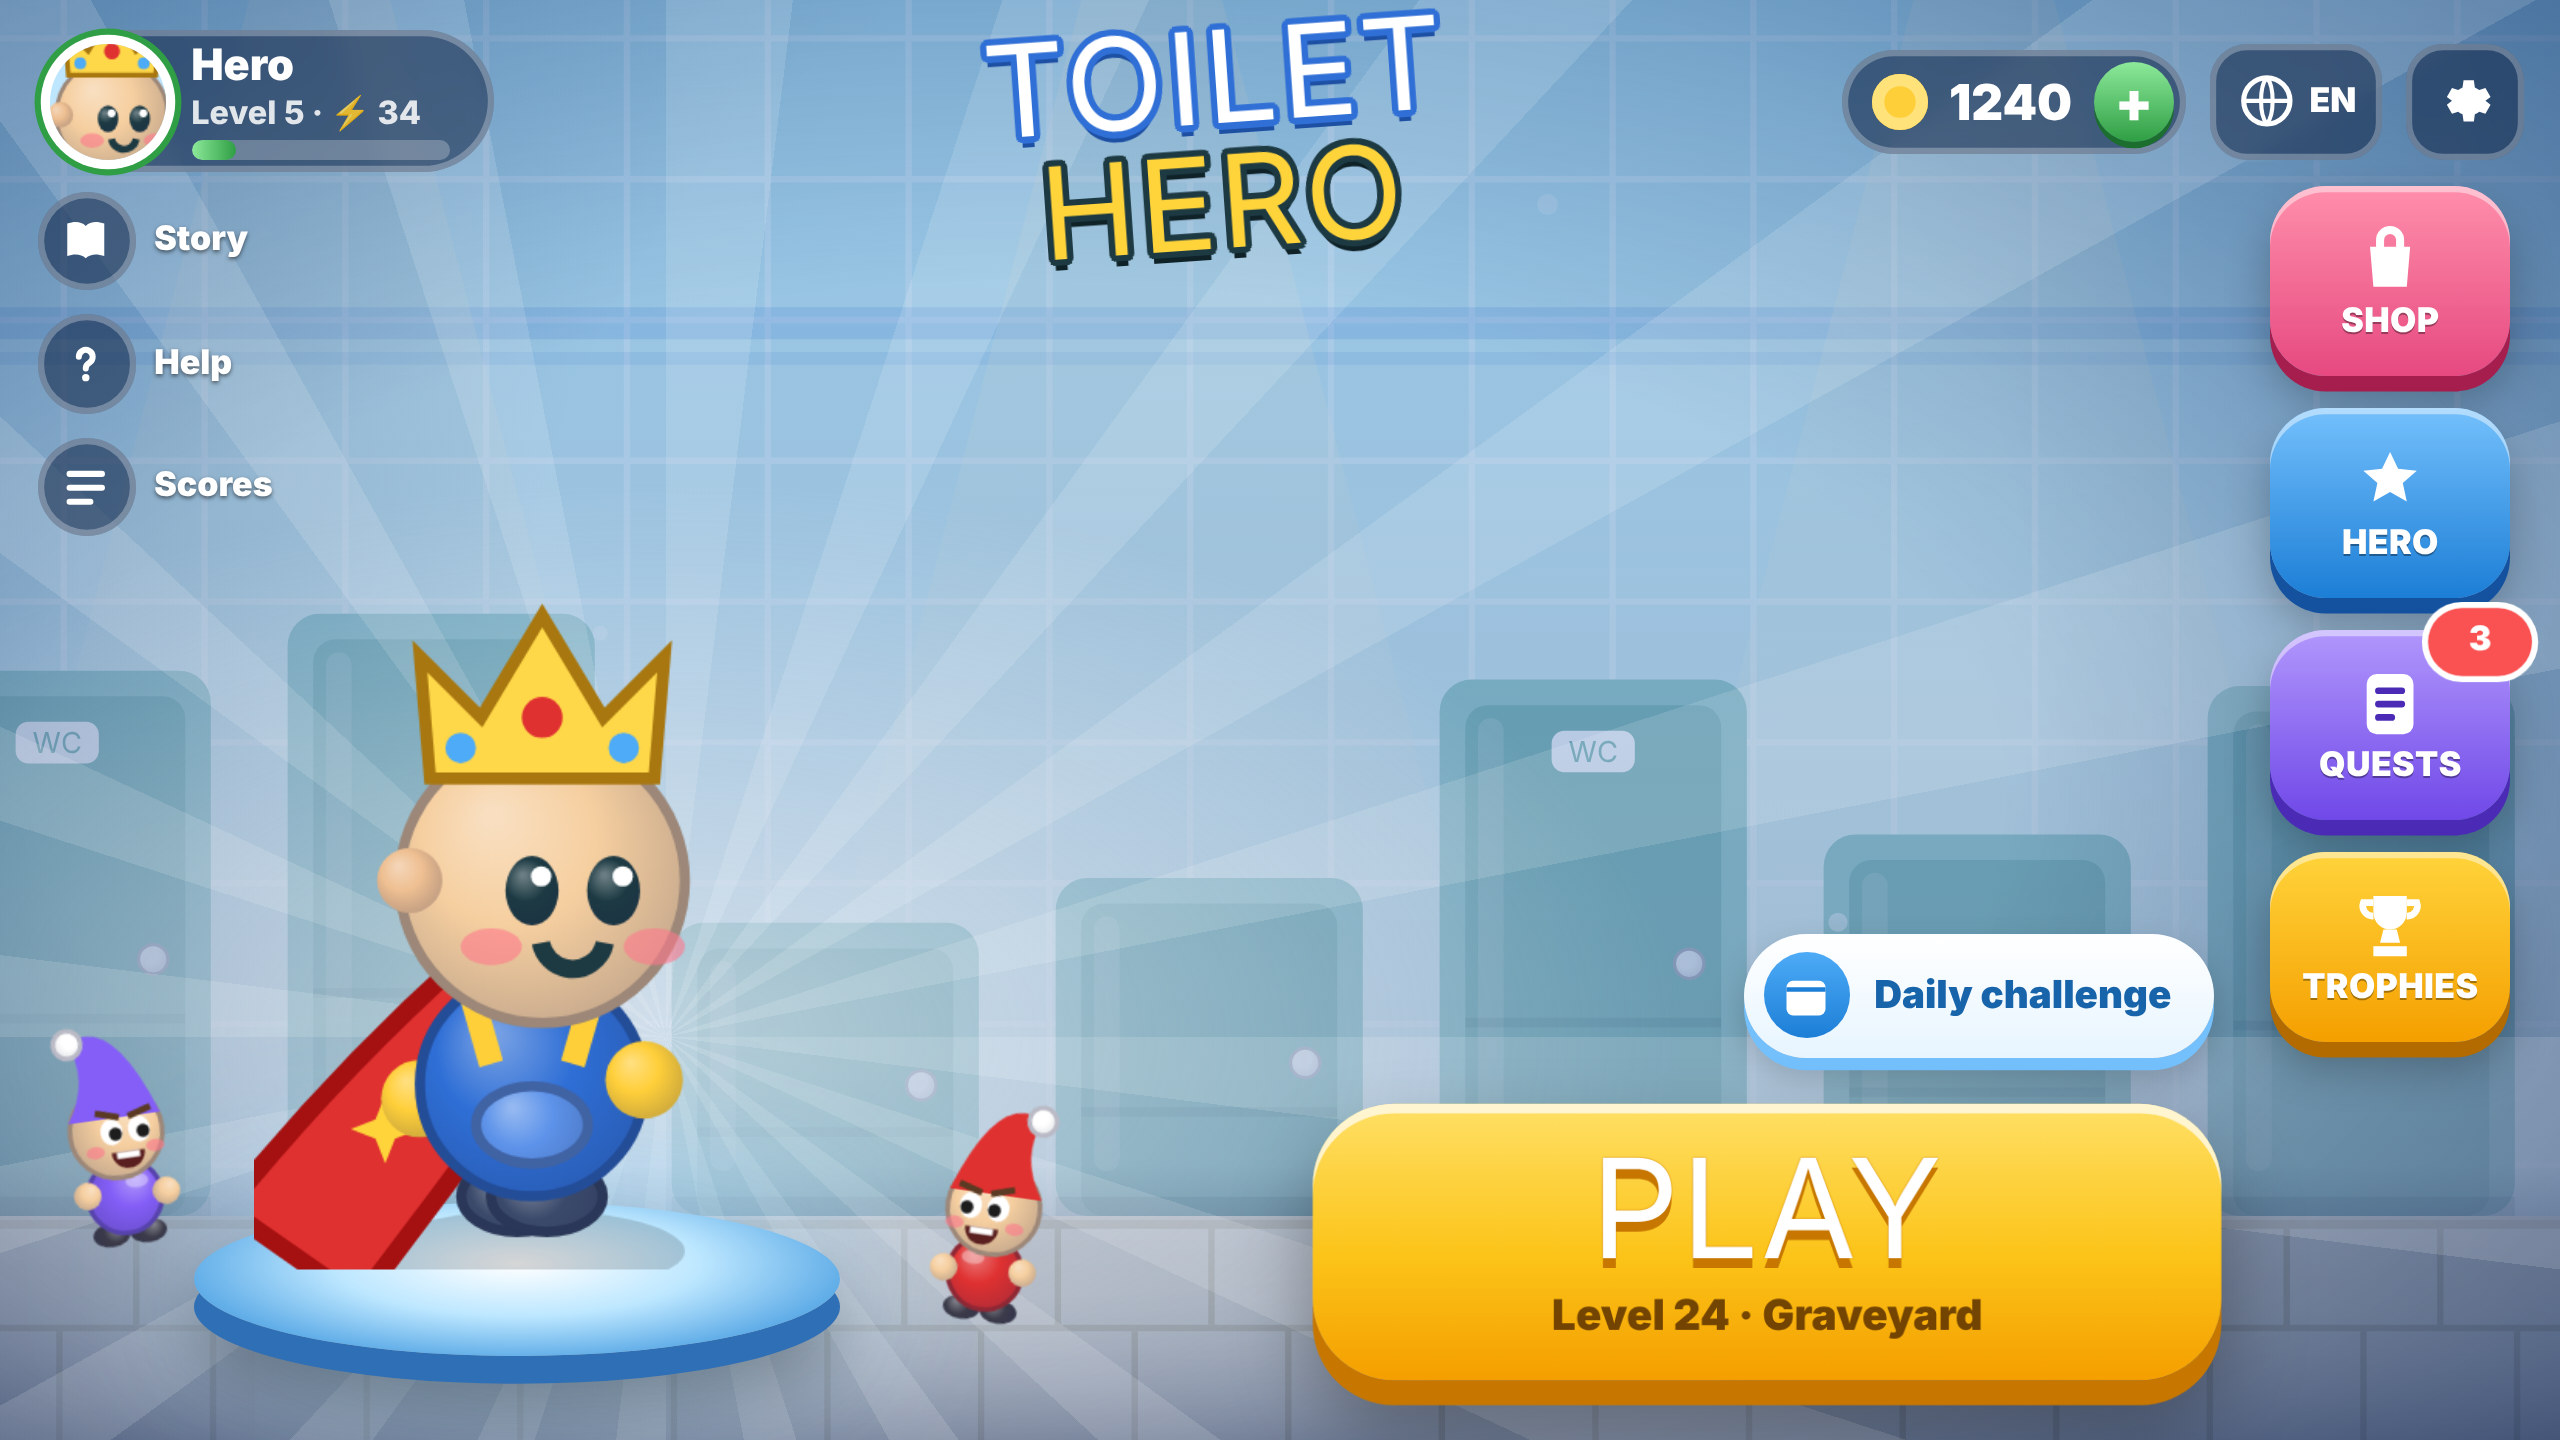 Hero
Level 5 · ⚡ 34
TOILET
HERO
1240
EN
Story
Help
Scores
SHOP
HERO
3
QUESTS
TROPHIES
WC
WC
Daily challenge
PLAY
Level 24 · Graveyard